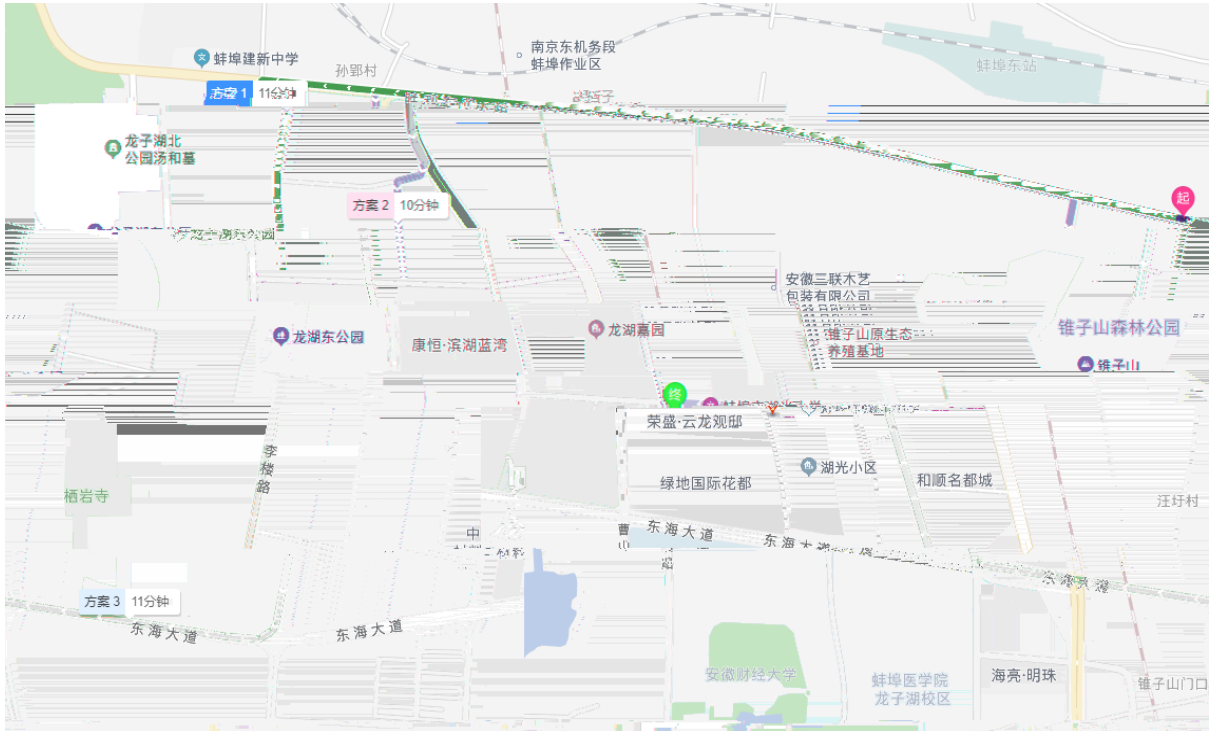 南京东机务段
蚌埠作业区
蚌埠建新中学
孙郢村
蚌埠东站
方案 1 11分钟
龙子湖北
公园汤和墓
起
方案 2 10分钟
安徽三联木艺
包装有限公司
龙湖东公园
康恒·滨湖蓝湾
龙湖嘉园
锥子山原生态
养殖基地
锥子山森林公园
锥子山
终
荣盛·云龙观邸
李楼路
栖岩寺
绿地国际花都
湖光小区
和顺名都城
汪圩村
中
曹
东海大道
东海大道
方案 3 11分钟
东海大道
东海大道
安徽财经大学
蚌埠医学院
龙子湖校区
海亮·明珠
锥子山门口